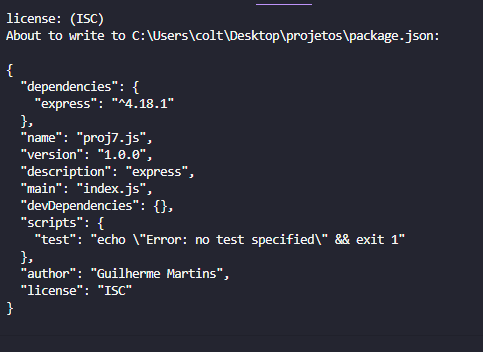 license: (ISC)
About to write to C:\Users\colt\Desktop\projetos\package.json:
{
  "dependencies": {
    "express": "^4.18.1"
  },
  "name": "proj7.js",
  "version": "1.0.0",
  "description": "express",
  "main": "index.js",
  "devDependencies": {},
  "scripts": {
    "test": "echo \"Error: no test specified\" && exit 1"
  },
  "author": "Guilherme Martins",
  "license": "ISC"
}